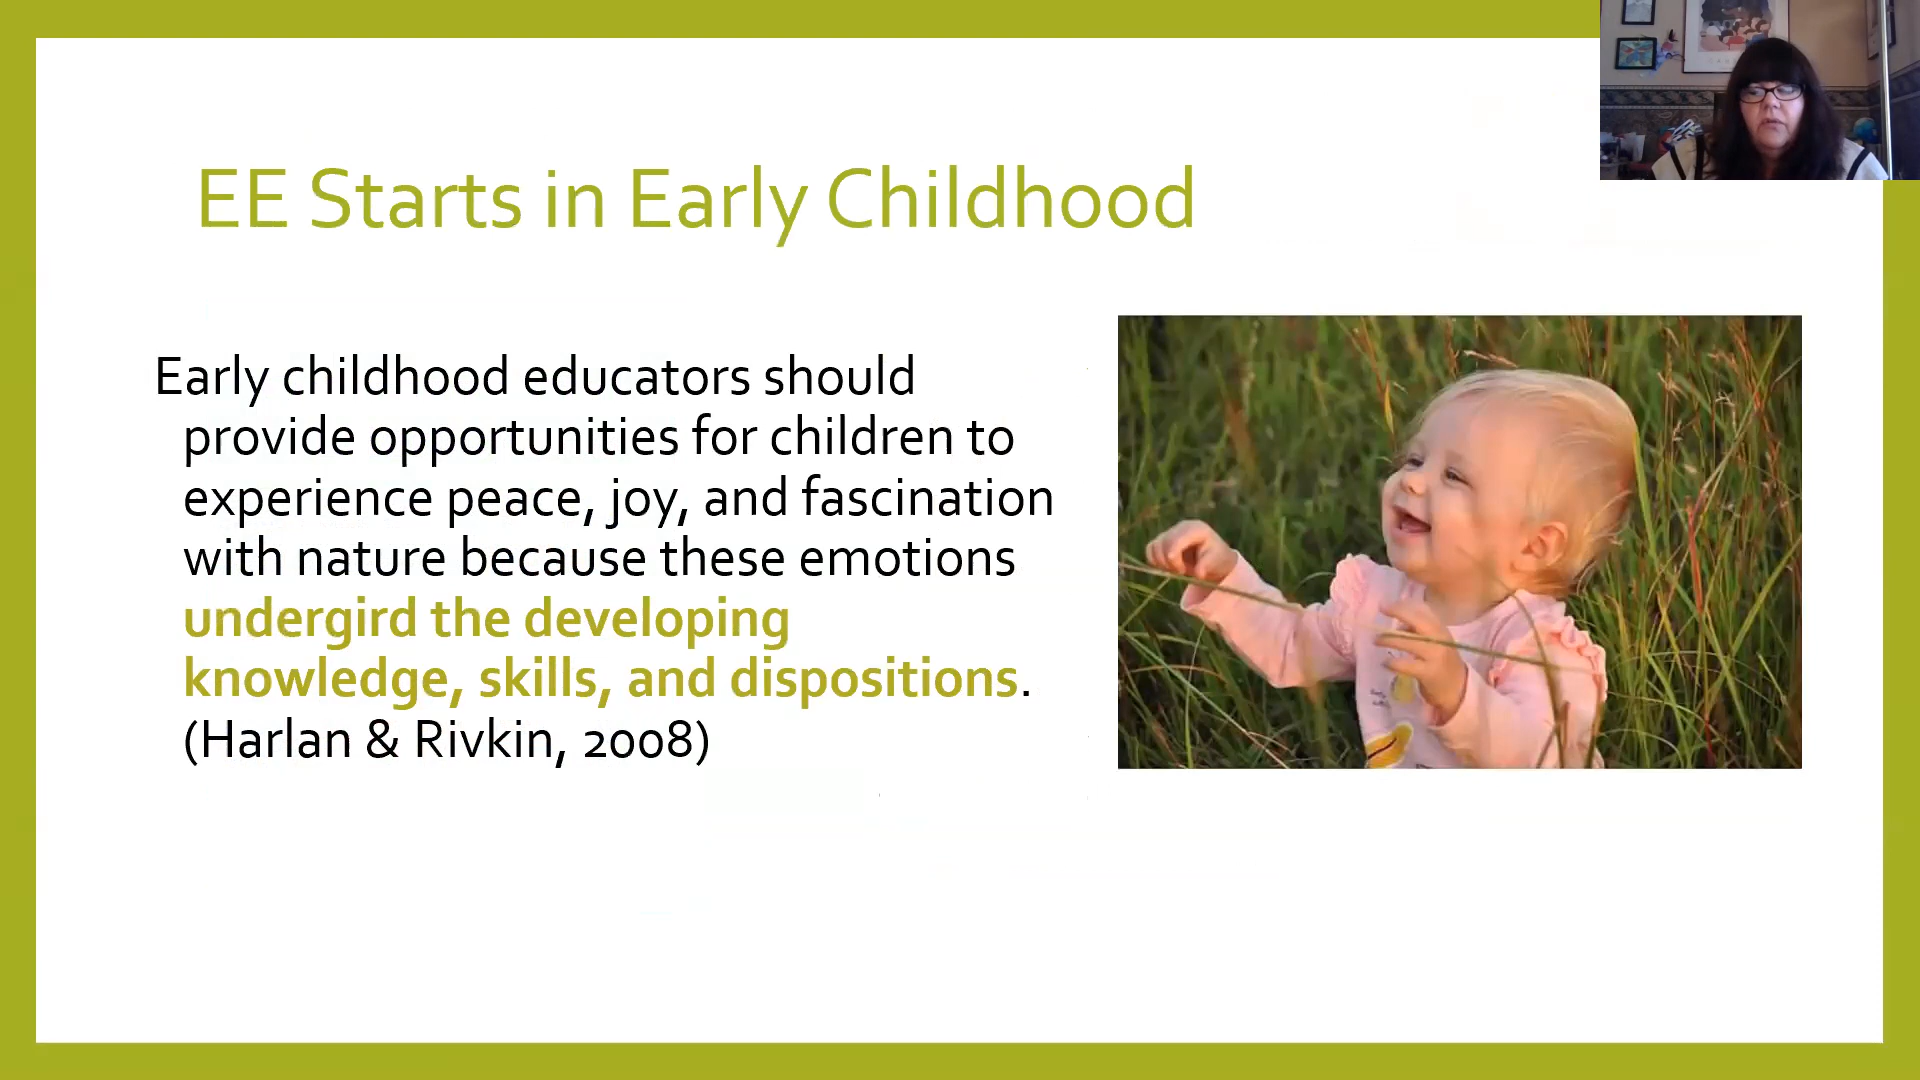 EE Starts in Early Childhood
Early childhood educators should
provide opportunities for children to
experience peace, joy, and fascination
with nature because these emotions
undergird the developing
knowledge, skills, and dispositions.
(Harlan & Rivkin, 2008)